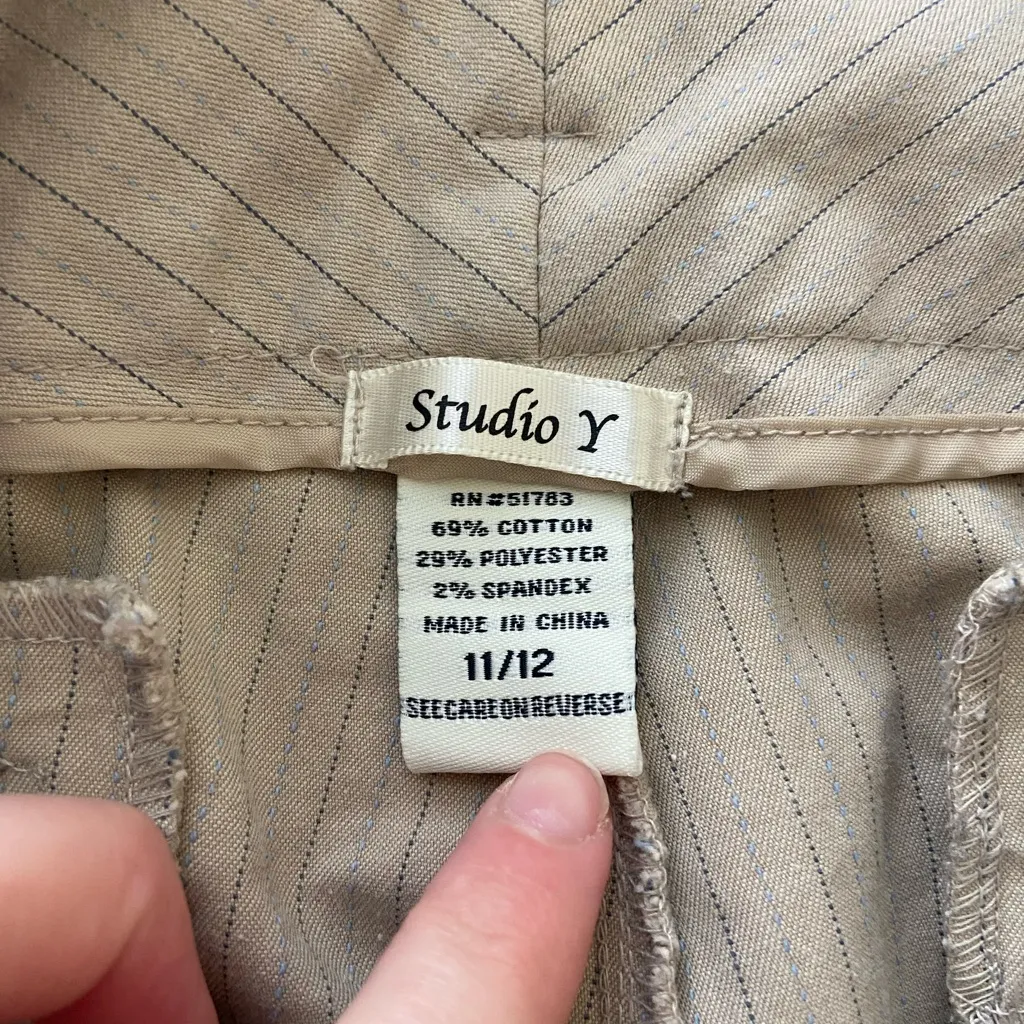 Studio Y
RN#51783
69% COTTON
29% POLYESTER
2% SPANDEX
MADE IN CHINA
11/12
SEECAREONREVERSE